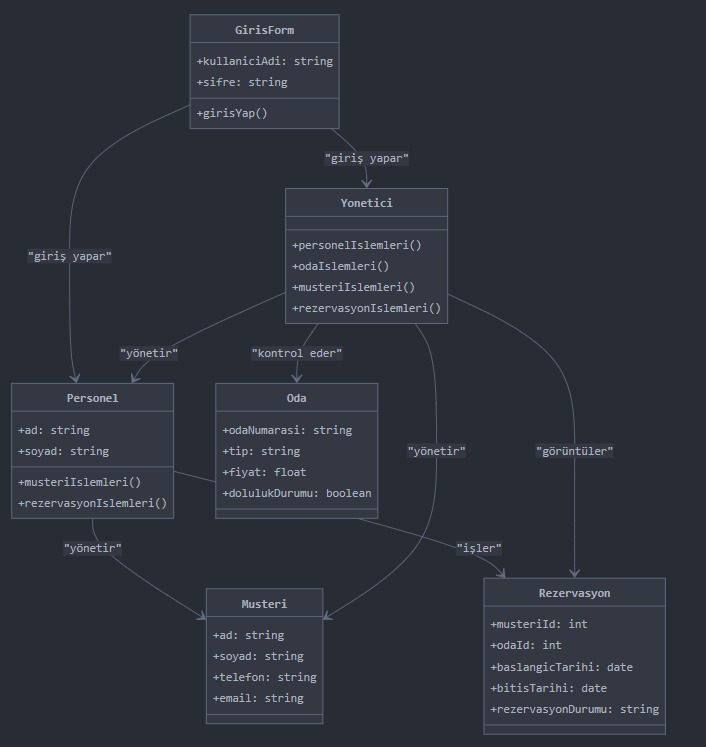 GirisForm
+kullaniciAdi: string
+sifre: string
+girisYap()
"giriş yapar"
Yonetici
+personelIslemleri()
+odaIslemleri()
+musteriIslemleri()
+rezervasyonIslemleri()
"giriş yapar"
"yönetir"
"kontrol eder"
"yönetir"
"görüntüler"
Personel
+ad: string
+soyad: string
+musteriIslemleri()
+rezervasyonIslemleri()
Oda
+odaNumarasi: string
+tip: string
+fiyat: float
+dolulukDurumu: boolean
"yönetir"
"işler"
Musteri
+ad: string
+soyad: string
+telefon: string
+email: string
Rezervasyon
+musteriId: int
+odaId: int
+baslangicTarihi: date
+bitisTarihi: date
+rezervasyonDurumu: string